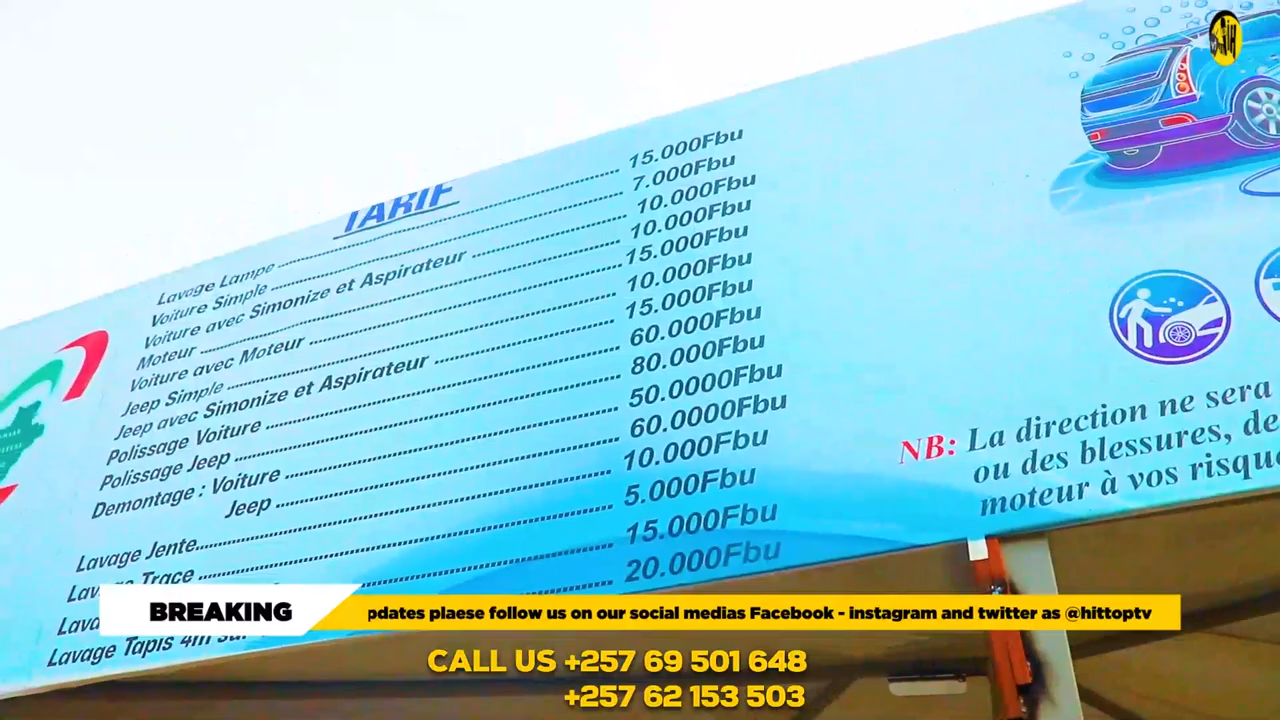 TARIF
Lavage Lampe ........ 15.000Fbu
Voiture Simple ........ 7.000Fbu
Voiture avec Simonize et Aspirateur ........ 10.000Fbu
Moteur ........ 10.000Fbu
Voiture avec Moteur ........ 15.000Fbu
Jeep Simple ........ 10.000Fbu
Jeep avec Simonize et Aspirateur ........ 15.000Fbu
Polissage Voiture ........ 60.000Fbu
Polissage Jeep ........ 80.000Fbu
Demontage : Voiture ........ 50.0000Fbu
Jeep ........ 60.0000Fbu
Lavage Jente ........ 10.000Fbu
Trace ........ 5.000Fbu
15.000Fbu
Lavage Tapis 4m sur 20.000Fbu
NB: La direction ne sera
ou des blessures, de
moteur à vos risque
BREAKING
pdates plaese follow us on our social medias Facebook - instagram and twitter as @hittoptv
CALL US +257 69 501 648
+257 62 153 503